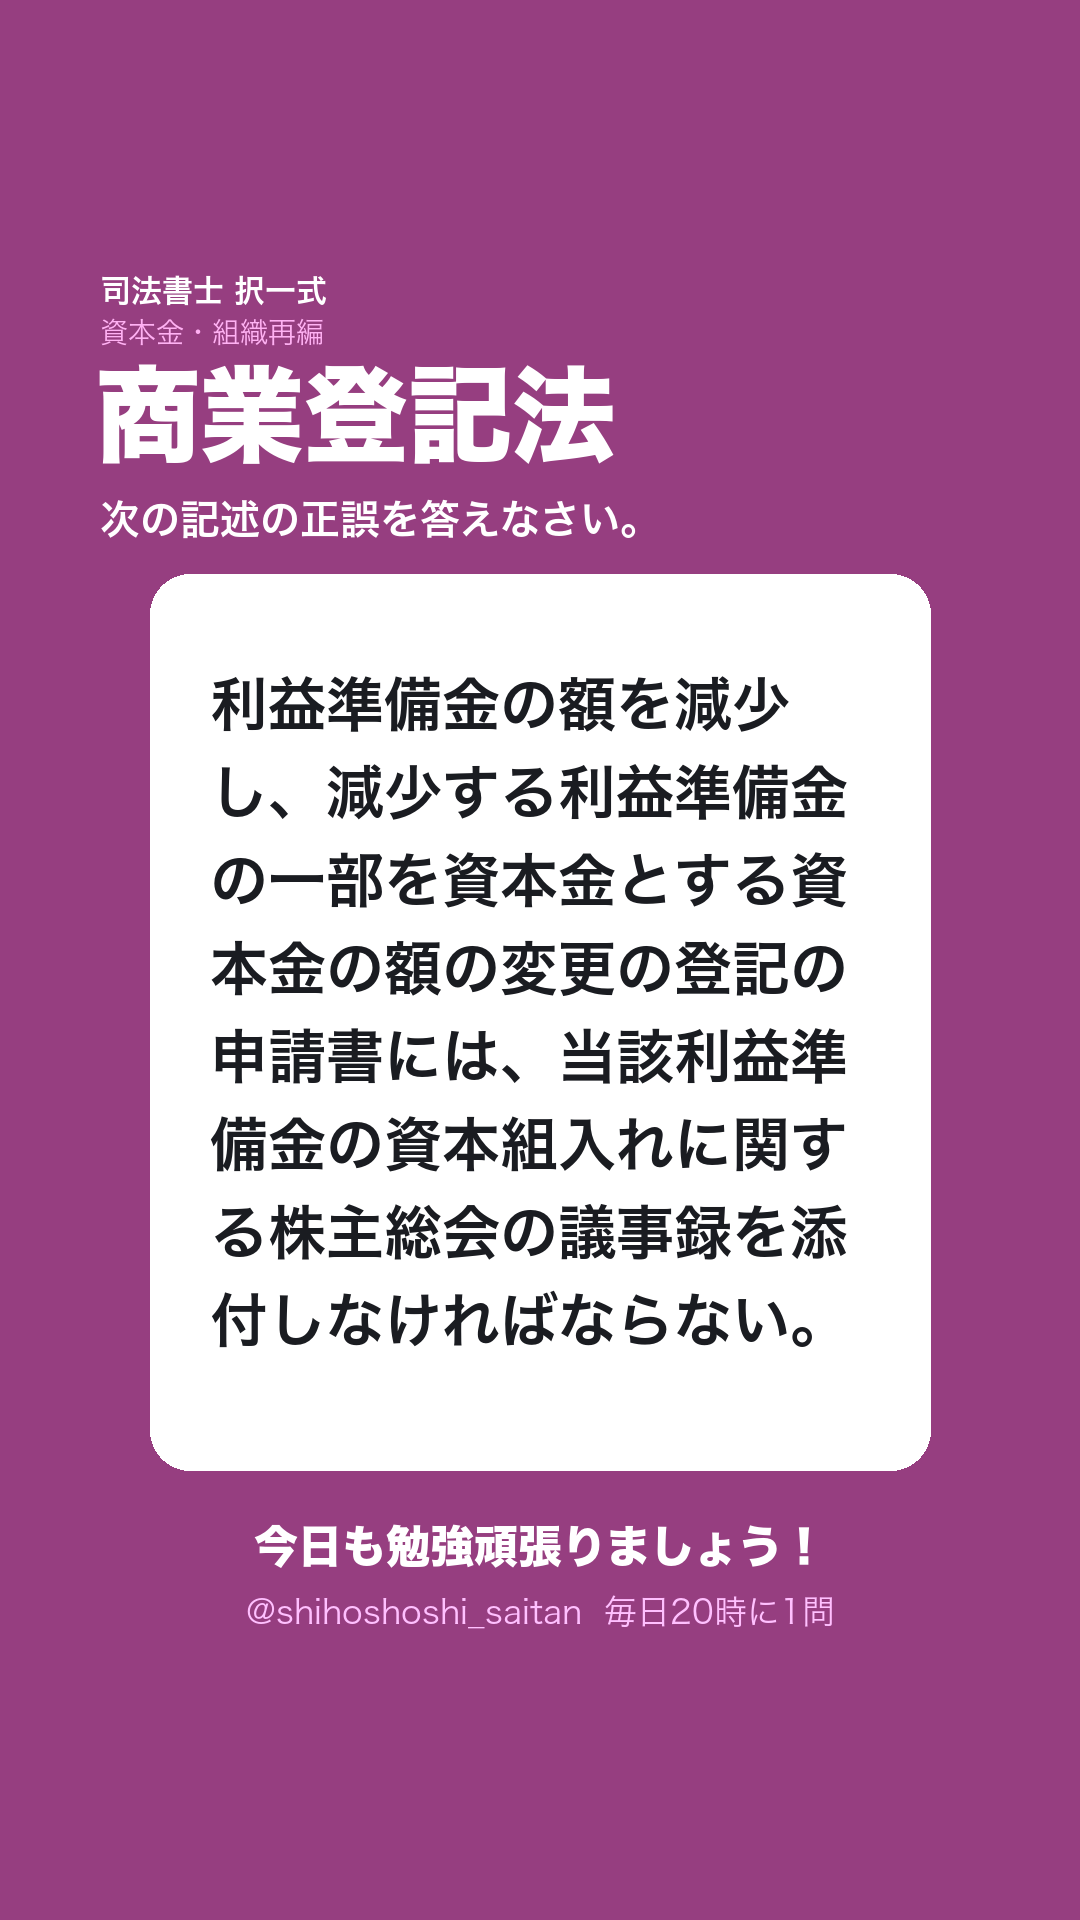 司法書士 択一式
資本金・組織再編
商業登記法
次の記述の正誤を答えなさい。
利益準備金の額を減少
し、減少する利益準備金
の一部を資本金とする資
本金の額の変更の登記の
申請書には、当該利益準
備金の資本組入れに関す
る株主総会の議事録を添
付しなければならない。
今日も勉強頑張りましょう！
@shihoshoshi_saitan 毎日20時に1問